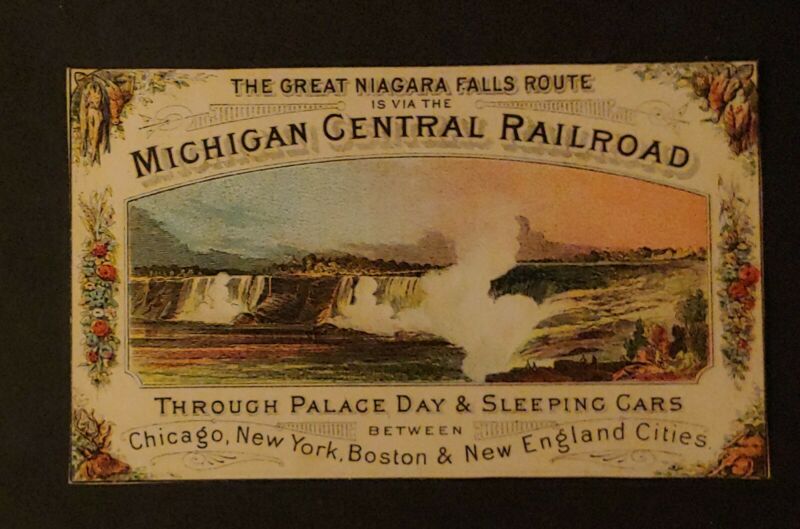 THE GREAT NIAGARA FALLS ROUTE
IS VIA THE
MICHIGAN CENTRAL RAILROAD
THROUGH PALACE DAY & SLEEPING CARS
BETWEEN
Chicago, New York, Boston & New England Cities.